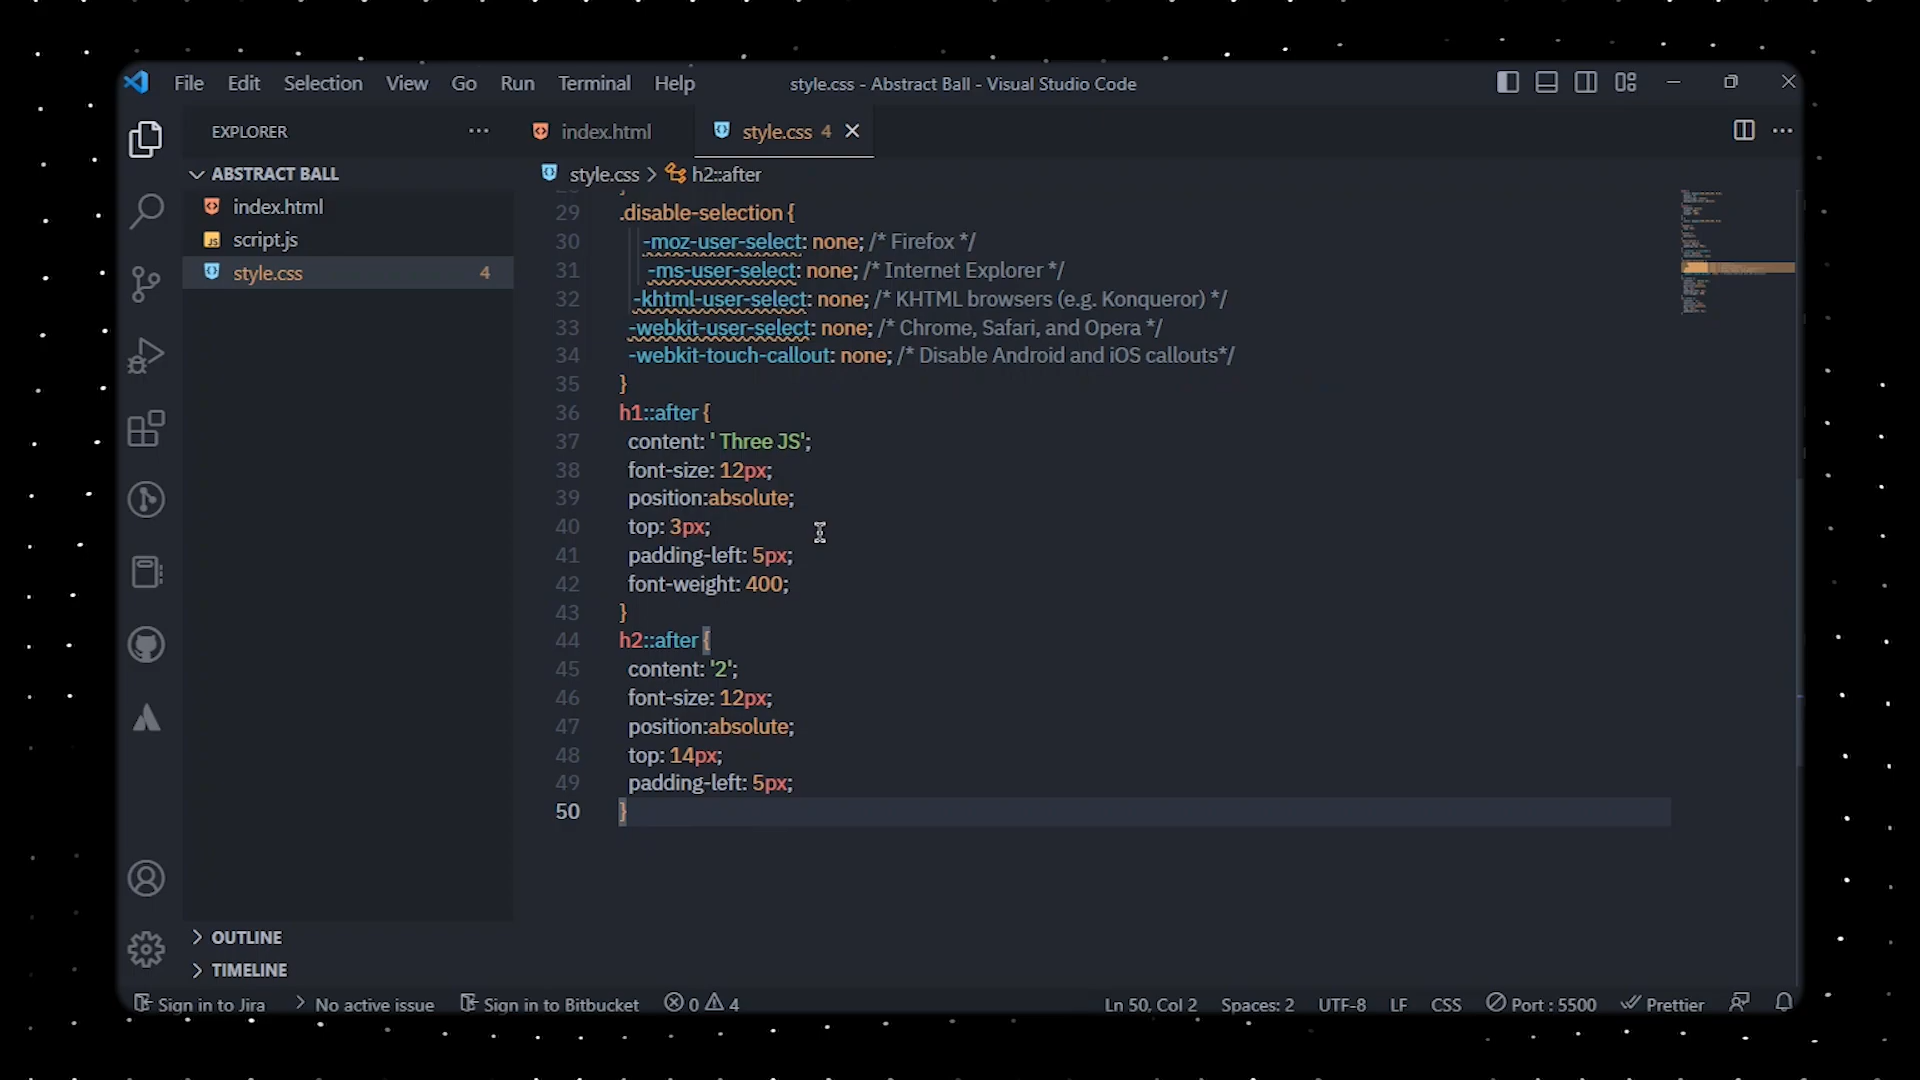 File Edit Selection View Go Run Terminal Help
style.css - Abstract Ball - Visual Studio Code
EXPLORER
index.html
style.css 4
ABSTRACT BALL
style.css > h2::after
index.html
script.js
JS
style.css 4
29 .disable-selection {
30 -moz-user-select: none; /* Firefox */
31 -ms-user-select: none; /* Internet Explorer */
32 -khtml-user-select: none; /* KHTML browsers (e.g. Konqueror) */
33 -webkit-user-select: none; /* Chrome, Safari, and Opera */
34 -webkit-touch-callout: none; /* Disable Android and iOS callouts*/
35 }
36 h1::after {
37 content: ' Three JS';
38 font-size: 12px;
39 position:absolute;
40 top: 3px;
41 padding-left: 5px;
42 font-weight: 400;
43 }
44 h2::after {
45 content: '2';
46 font-size: 12px;
47 position:absolute;
48 top: 14px;
49 padding-left: 5px;
50 }
OUTLINE
TIMELINE
Sign in to Jira
No active issue
Sign in to Bitbucket
0 4
Ln 50, Col 2
Spaces: 2
UTF-8
LF
CSS
Port : 5500
Prettier